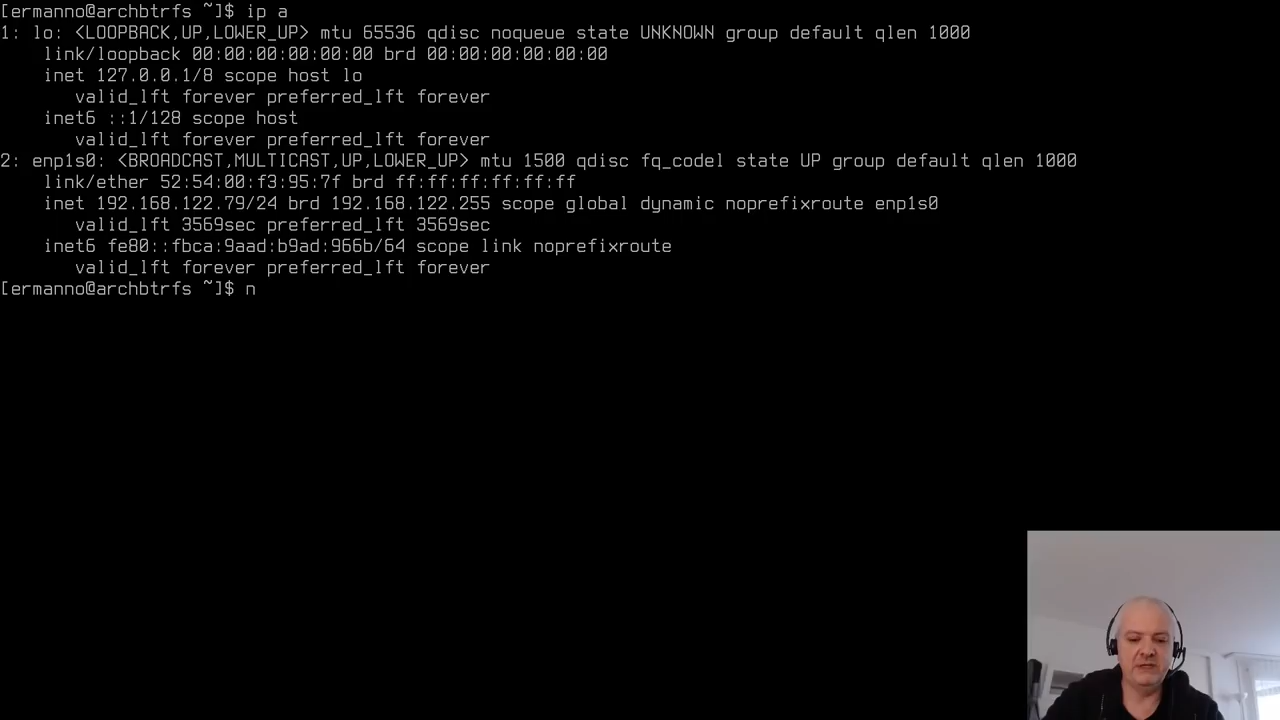 [ermanno@archbtrfs ~]$ ip a
1: lo: <LOOPBACK,UP,LOWER_UP> mtu 65536 qdisc noqueue state UNKNOWN group default qlen 1000
    link/loopback 00:00:00:00:00:00 brd 00:00:00:00:00:00
    inet 127.0.0.1/8 scope host lo
       valid_lft forever preferred_lft forever
    inet6 ::1/128 scope host
       valid_lft forever preferred_lft forever
2: enp1s0: <BROADCAST,MULTICAST,UP,LOWER_UP> mtu 1500 qdisc fq_codel state UP group default qlen 1000
    link/ether 52:54:00:f3:95:7f brd ff:ff:ff:ff:ff:ff
    inet 192.168.122.79/24 brd 192.168.122.255 scope global dynamic noprefixroute enp1s0
       valid_lft 3569sec preferred_lft 3569sec
    inet6 fe80::fbca:9aad:b9ad:966b/64 scope link noprefixroute
       valid_lft forever preferred_lft forever
[ermanno@archbtrfs ~]$ n